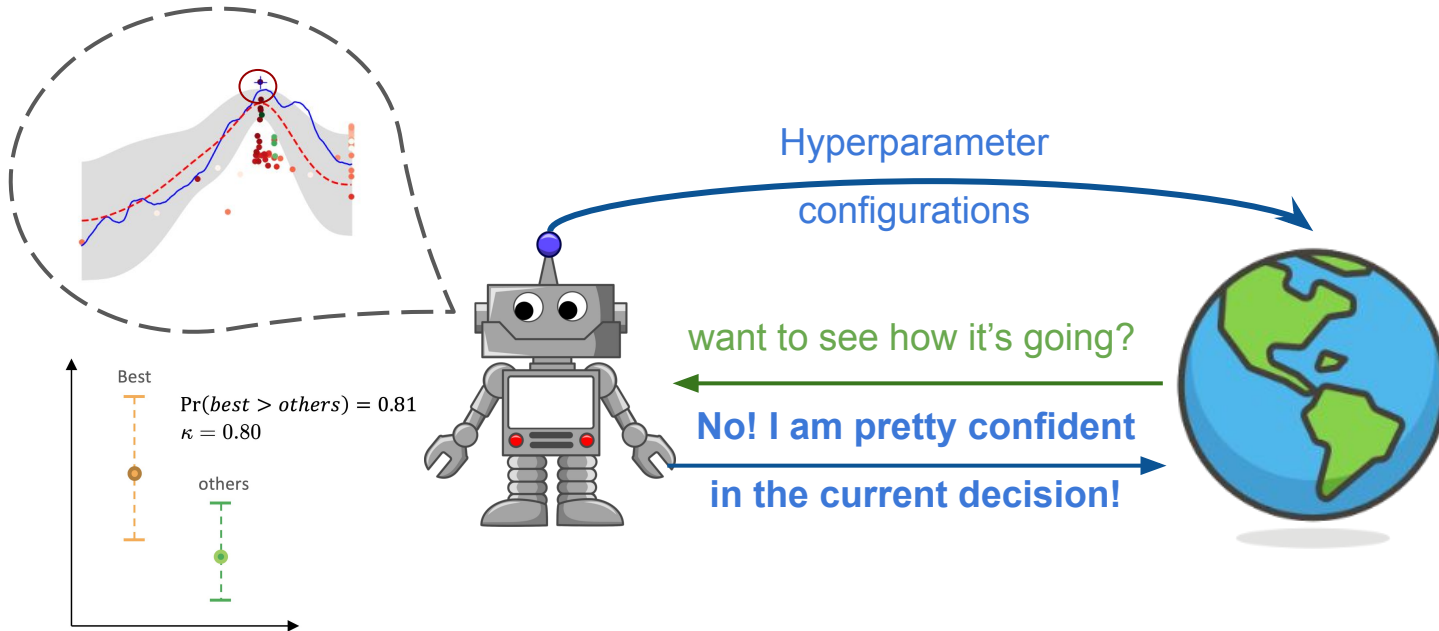 Hyperparameter
configurations
want to see how it's going?
No! I am pretty confident
in the current decision!
Best
Pr(best > others) = 0.81
κ = 0.80
others